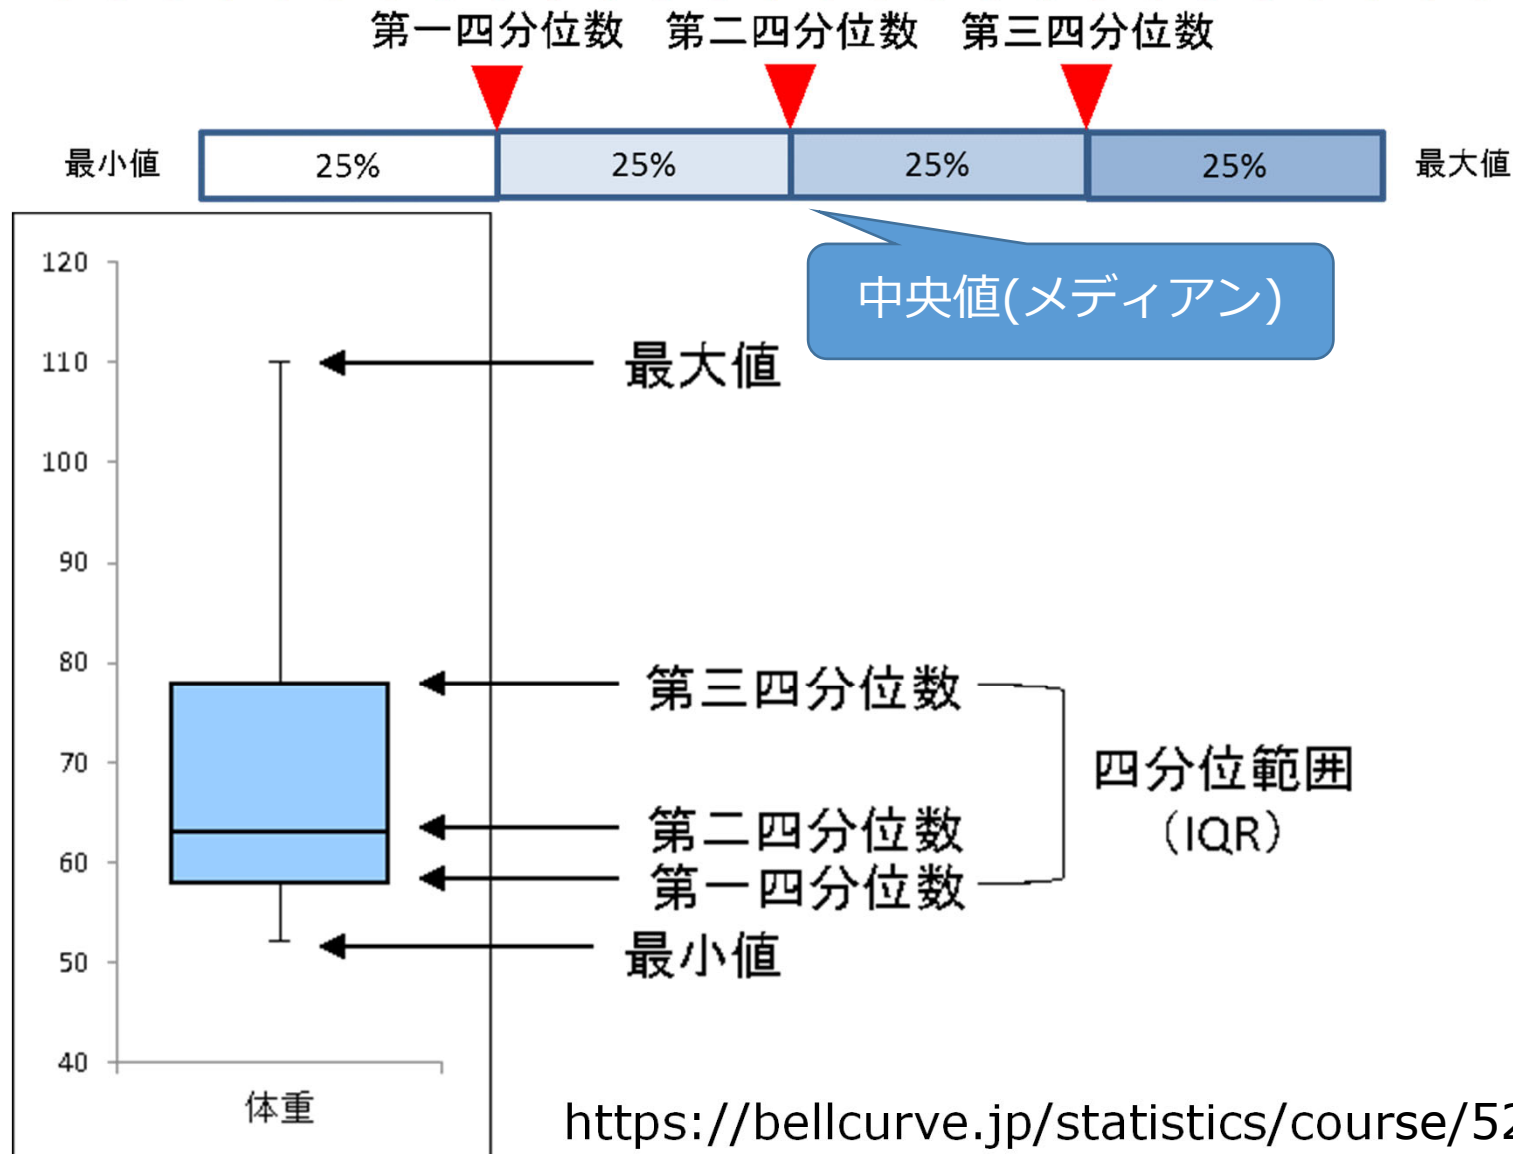 第一四分位数 第二四分位数 第三四分位数
最小値 25% 25% 25% 25% 最大値
中央値(メディアン)
120
110
最大値
100
90
80
第三四分位数
70
四分位範囲
(IQR)
第二四分位数
60
第一四分位数
最小値
50
40
体重
https://bellcurve.jp/statistics/course/52